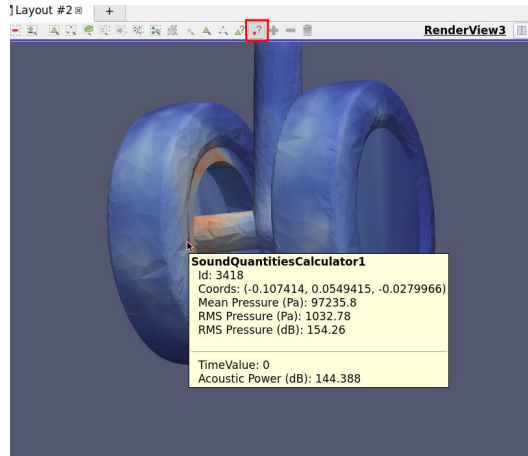 Layout #2
RenderView3
SoundQuantitiesCalculator1
Id: 3418
Coords: (-0.107414, 0.0549415, -0.0279966)
Mean Pressure (Pa): 97235.8
RMS Pressure (Pa): 1032.78
RMS Pressure (dB): 154.26
TimeValue: 0
Acoustic Power (dB): 144.388